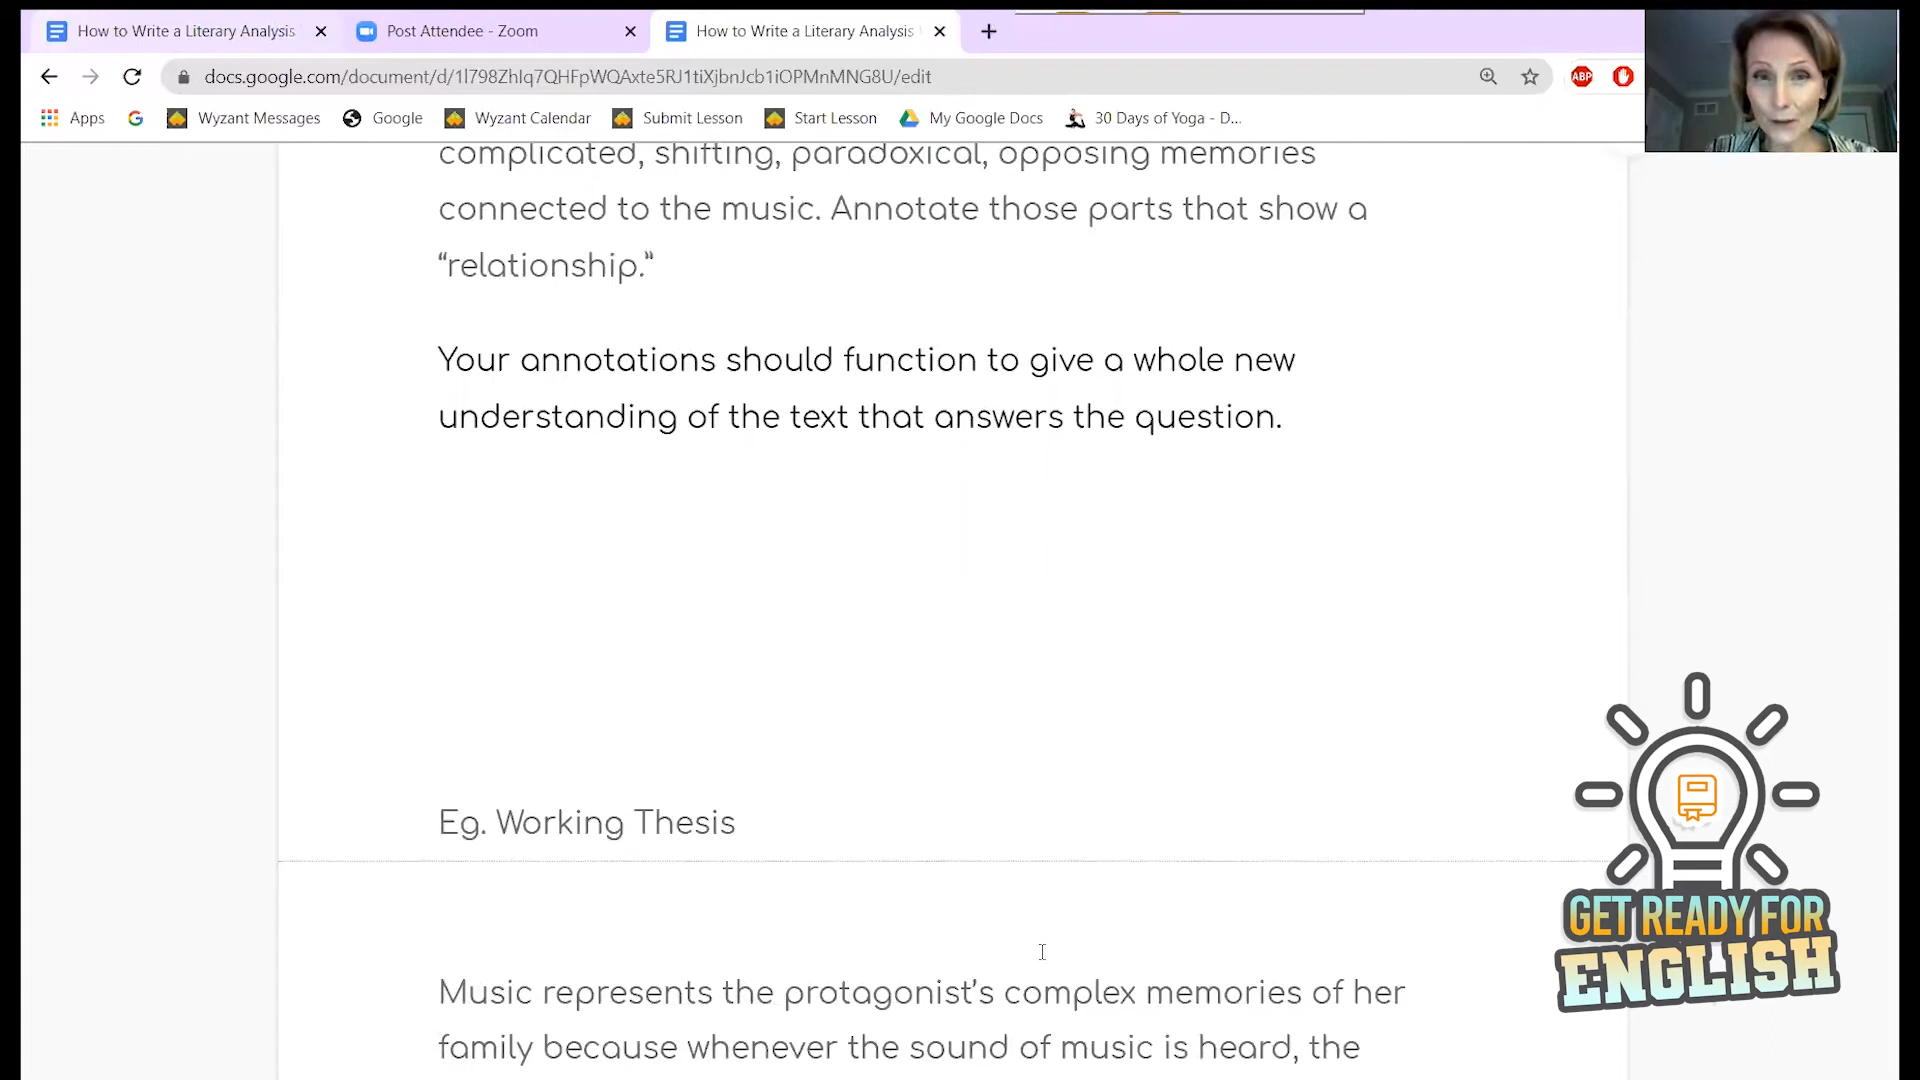 How to Write a Literary Analysis
Post Attendee - Zoom
How to Write a Literary Analysis
docs.google.com/document/d/1l798ZhIq7QHFpWQAxte5RJ1tiXjbnJcb1iOPMnMNG8U/edit
ABP
Apps
Wyzant Messages
Google
Wyzant Calendar
Submit Lesson
Start Lesson
My Google Docs
30 Days of Yoga - D...
complicated, shifting, paradoxical, opposing memories
connected to the music. Annotate those parts that show a
“relationship.”
Your annotations should function to give a whole new
understanding of the text that answers the question.
Eg. Working Thesis
Music represents the protagonist’s complex memories of her
family because whenever the sound of music is heard, the
GET READY FOR
ENGLISH